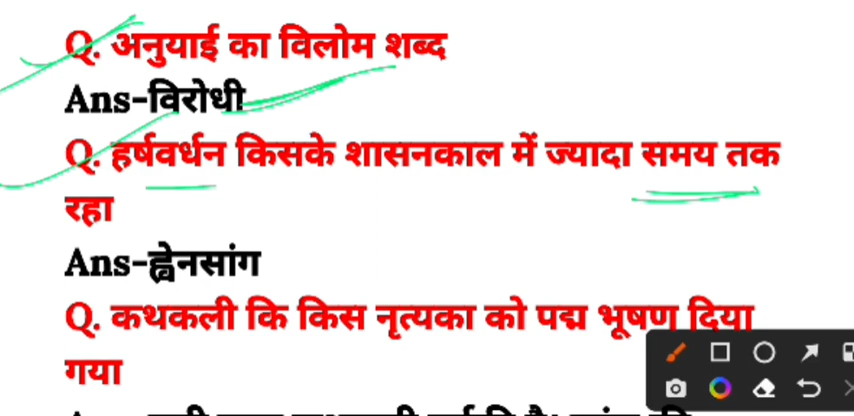 Q. अनुयाई का विलोम शब्द
Ans-विरोधी
Q. हर्षवर्धन किसके शासनकाल में ज्यादा समय तक
रहा
Ans-ह्वेनसांग
Q. कथकली कि किस नृत्यका को पद्म भूषण दिया
गया